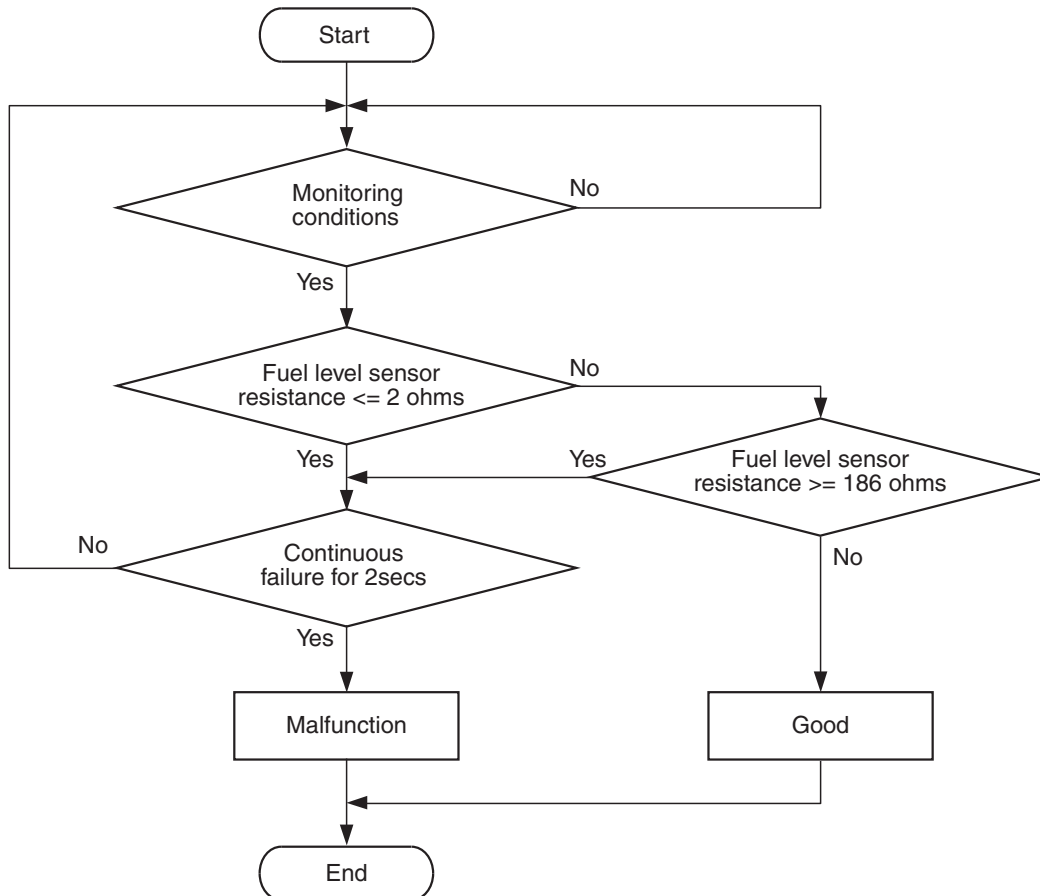 Start
Monitoring
conditions
No
Yes
Fuel level sensor
resistance <= 2 ohms
No
Yes
Yes
Fuel level sensor
resistance >= 186 ohms
No
Continuous
failure for 2secs
No
Yes
Malfunction
Good
End